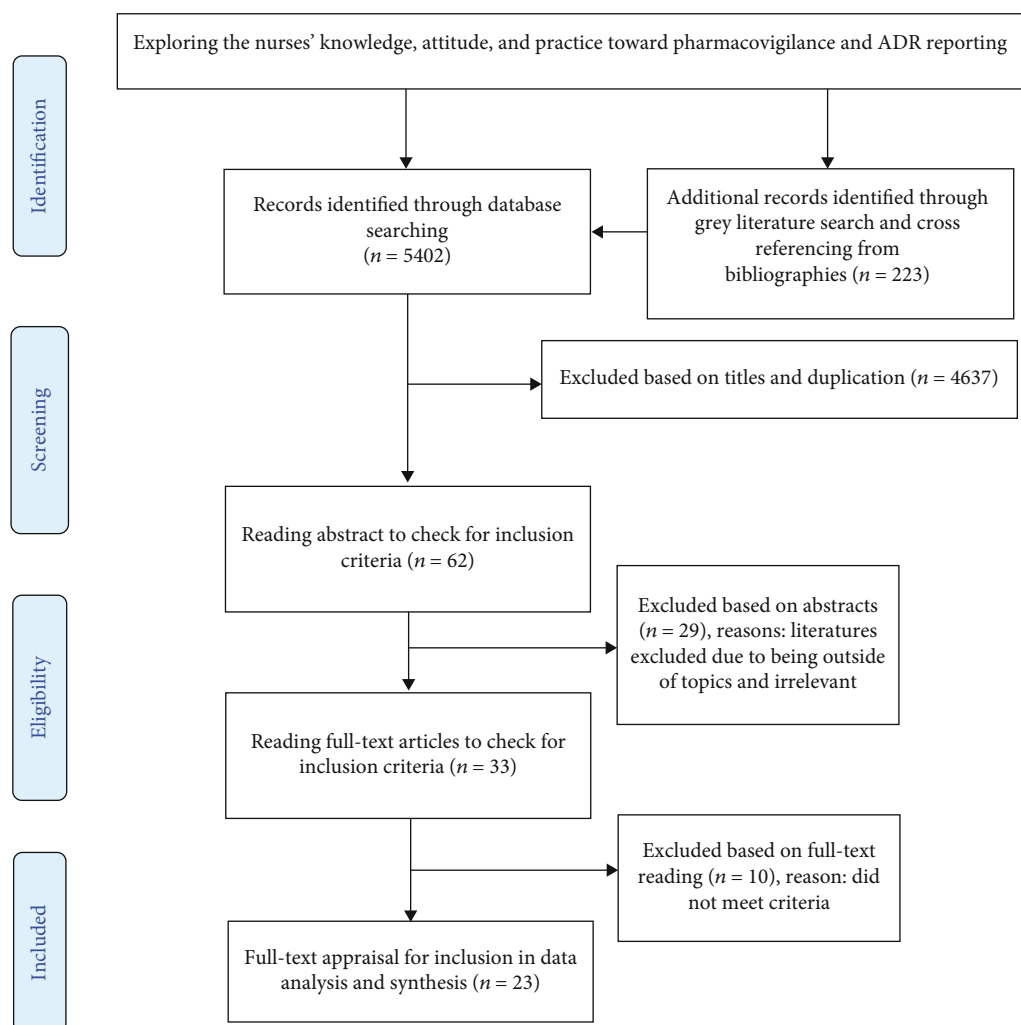 Exploring the nurses' knowledge, attitude, and practice toward pharmacovigilance and ADR reporting
Identification
Records identified through database
searching
(n = 5402)
Additional records identified through
grey literature search and cross
referencing from
bibliographies (n = 223)
Screening
Excluded based on titles and duplication (n = 4637)
Reading abstract to check for inclusion
criteria (n = 62)
Eligibility
Excluded based on abstracts
(n = 29), reasons: literatures
excluded due to being outside
of topics and irrelevant
Reading full-text articles to check for
inclusion criteria (n = 33)
Included
Excluded based on full-text
reading (n = 10), reason: did
not meet criteria
Full-text appraisal for inclusion in data
analysis and synthesis (n = 23)